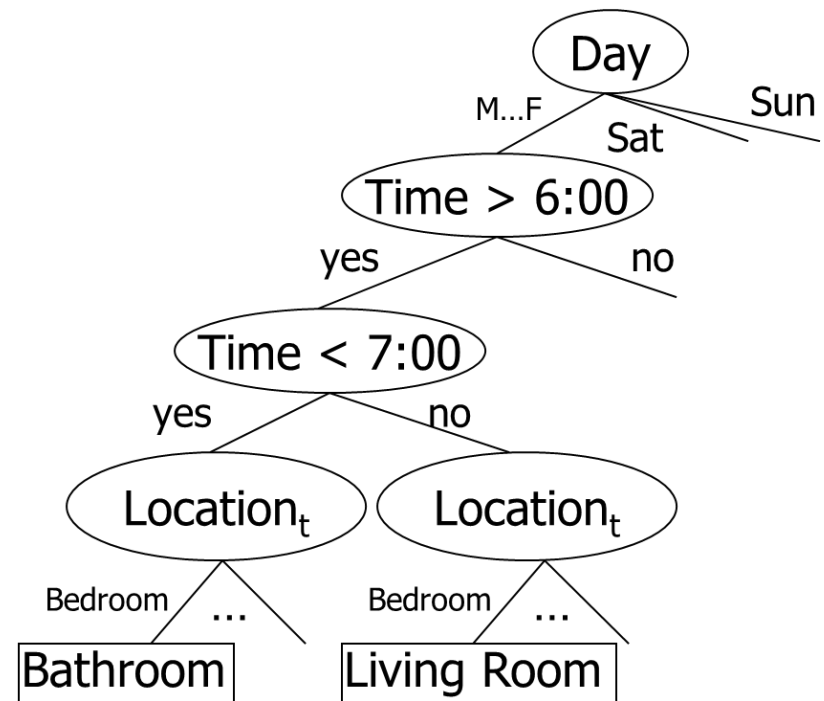 Day
M...F
Sat
Sun
Time > 6:00
yes
no
Time < 7:00
yes
no
Locationₜ
Locationₜ
Bedroom
...
Bedroom
...
Bathroom
Living Room